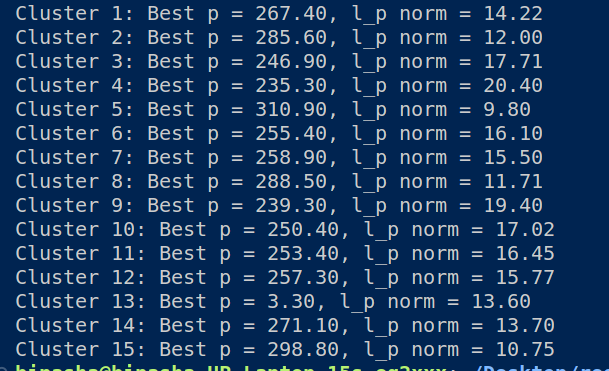 Cluster 1: Best p = 267.40, l_p norm = 14.22
Cluster 2: Best p = 285.60, l_p norm = 12.00
Cluster 3: Best p = 246.90, l_p norm = 17.71
Cluster 4: Best p = 235.30, l_p norm = 20.40
Cluster 5: Best p = 310.90, l_p norm = 9.80
Cluster 6: Best p = 255.40, l_p norm = 16.10
Cluster 7: Best p = 258.90, l_p norm = 15.50
Cluster 8: Best p = 288.50, l_p norm = 11.71
Cluster 9: Best p = 239.30, l_p norm = 19.40
Cluster 10: Best p = 250.40, l_p norm = 17.02
Cluster 11: Best p = 253.40, l_p norm = 16.45
Cluster 12: Best p = 257.30, l_p norm = 15.77
Cluster 13: Best p = 3.30, l_p norm = 13.60
Cluster 14: Best p = 271.10, l_p norm = 13.70
Cluster 15: Best p = 298.80, l_p norm = 10.75